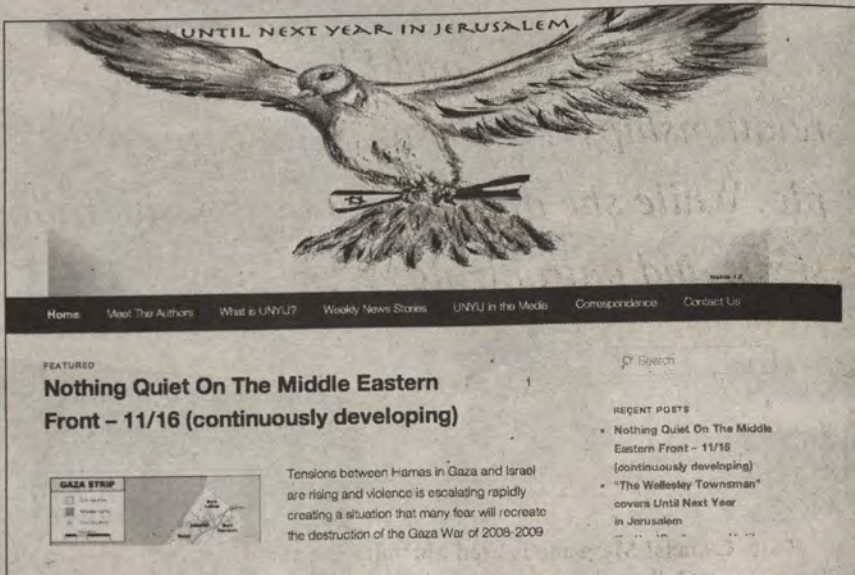 UNTIL NEXT YEAR IN JERUSALEM
Home Meet The Authors What is UNYIJ? Weekly News Stories UNYIJ in the Media Correspondence Contact Us
FEATURED
Nothing Quiet On The Middle Eastern
Front – 11/16 (continuously developing)
1
GAZA STRIP
Tensions between Hamas in Gaza and Israel
are rising and violence is escalating rapidly
creating a situation that many fear will recreate
the destruction of the Gaza War of 2008-2009
Search
RECENT POSTS
• Nothing Quiet On The Middle
Eastern Front – 11/16
(continuously developing)
• "The Wellesley Townsman"
covers Until Next Year
in Jerusalem